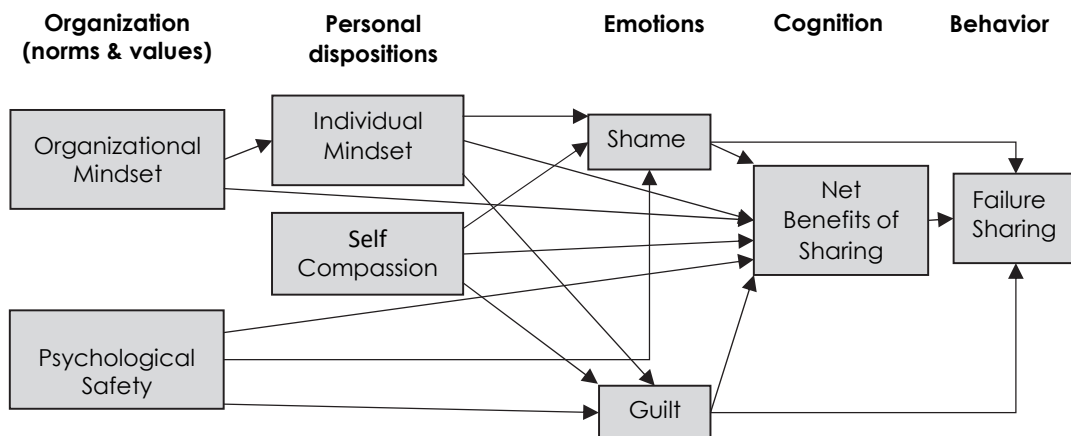 Organization
(norms & values)
Personal
dispositions
Emotions
Cognition
Behavior
Organizational
Mindset
Individual
Mindset
Shame
Self
Compassion
Net
Benefits of
Sharing
Failure
Sharing
Psychological
Safety
Guilt